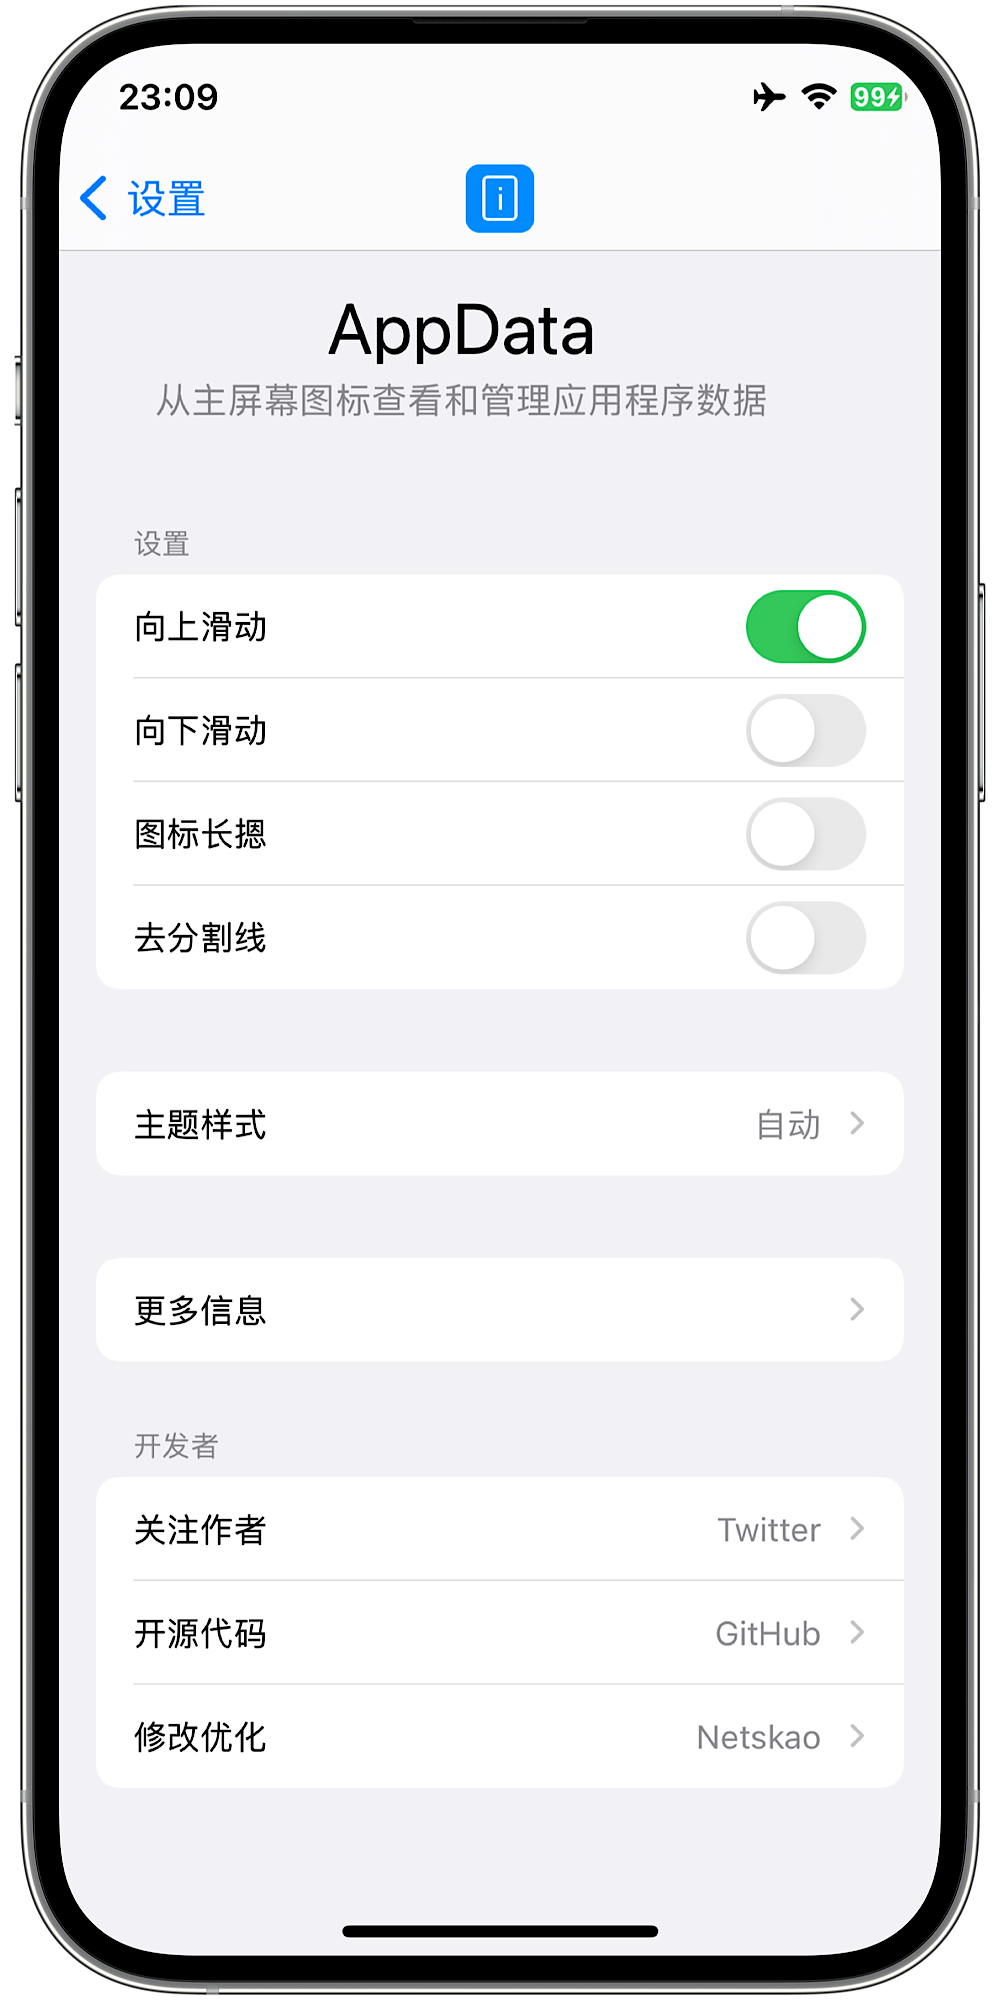 23:09
99
设置
AppData
从主屏幕图标查看和管理应用程序数据
设置
向上滑动
向下滑动
图标长摁
去分割线
主题样式 自动
更多信息
开发者
关注作者 Twitter
开源代码 GitHub
修改优化 Netskao